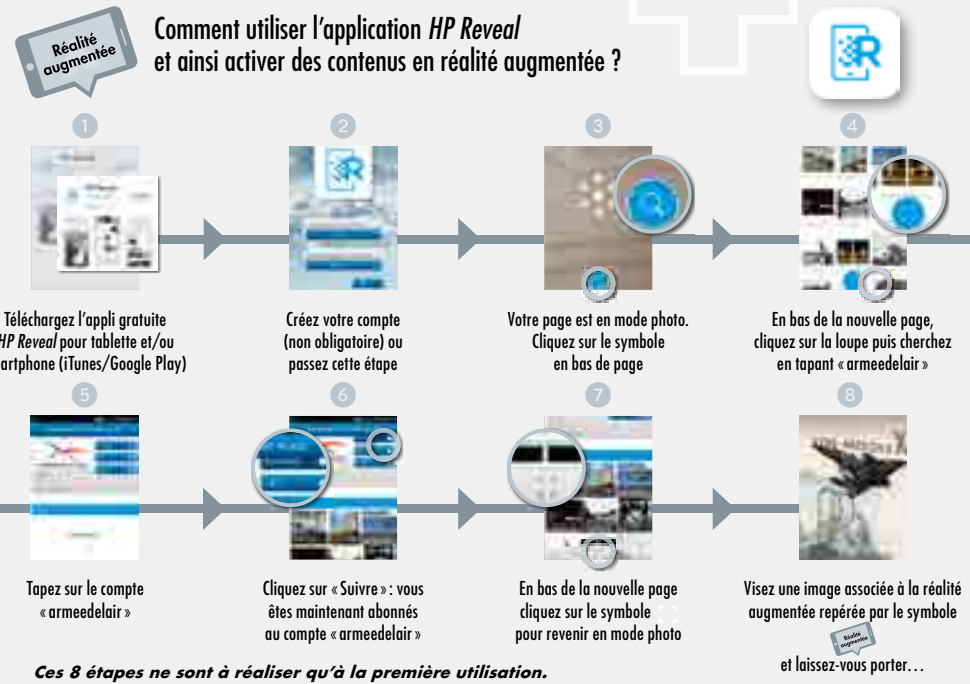 Réalité
augmentée
Comment utiliser l'application HP Reveal
et ainsi activer des contenus en réalité augmentée ?
R
1
2
3
4
Téléchargez l'appli gratuite
HP Reveal pour tablette et/ou
artphone (iTunes/Google Play)
Créez votre compte
(non obligatoire) ou
passez cette étape
Votre page est en mode photo.
Cliquez sur le symbole
en bas de page
En bas de la nouvelle page,
cliquez sur la loupe puis cherchez
en tapant « armeedelair »
5
6
7
8
Tapez sur le compte
« armeedelair »
Cliquez sur « Suivre » : vous
êtes maintenant abonnés
au compte « armeedelair »
En bas de la nouvelle page
cliquez sur le symbole
pour revenir en mode photo
Visez une image associée à la réalité
augmentée repérée par le symbole
Réalité
augmentée
et laissez-vous porter…
Ces 8 étapes ne sont à réaliser qu'à la première utilisation.